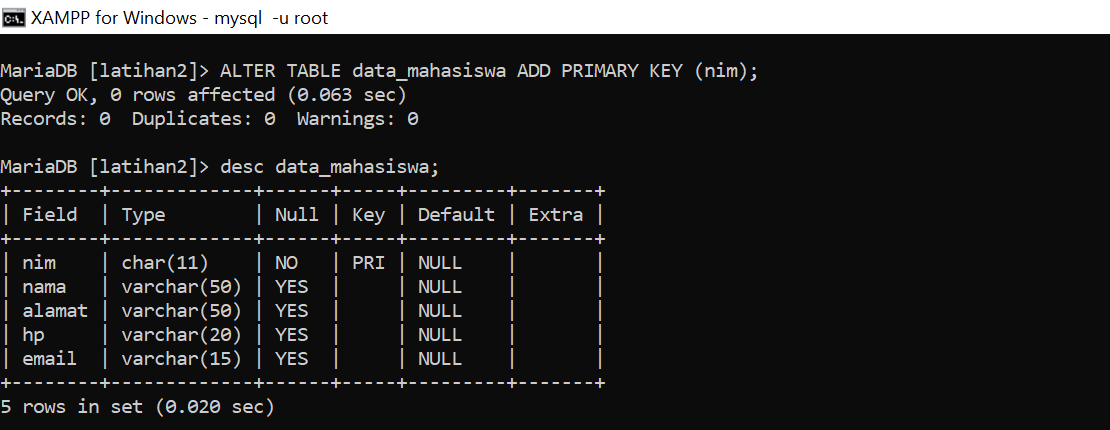 XAMPP for Windows - mysql  -u root
MariaDB [latihan2]> ALTER TABLE data_mahasiswa ADD PRIMARY KEY (nim);
Query OK, 0 rows affected (0.063 sec)
Records: 0  Duplicates: 0  Warnings: 0
MariaDB [latihan2]> desc data_mahasiswa;
+--------+-------------+------+-----+---------+-------+
| Field  | Type        | Null | Key | Default | Extra |
+--------+-------------+------+-----+---------+-------+
| nim    | char(11)    | NO   | PRI | NULL    |       |
| nama   | varchar(50) | YES  |     | NULL    |       |
| alamat | varchar(50) | YES  |     | NULL    |       |
| hp     | varchar(20) | YES  |     | NULL    |       |
| email  | varchar(15) | YES  |     | NULL    |       |
+--------+-------------+------+-----+---------+-------+
5 rows in set (0.020 sec)